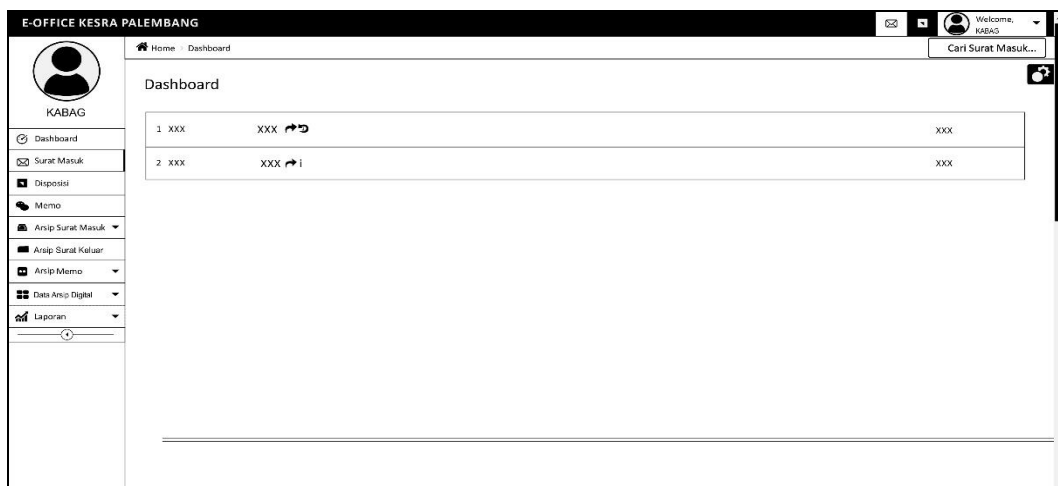 E-OFFICE KESRA PALEMBANG
Welcome,
KABAG
Home Dashboard
Cari Surat Masuk...
KABAG
Dashboard
Surat Masuk
Disposisi
Memo
Arsip Surat Masuk
Arsip Surat Keluar
Arsip Memo
Data Arsip Digital
Laporan
Dashboard
1 XXX XXX XXX
2 XXX XXX i XXX